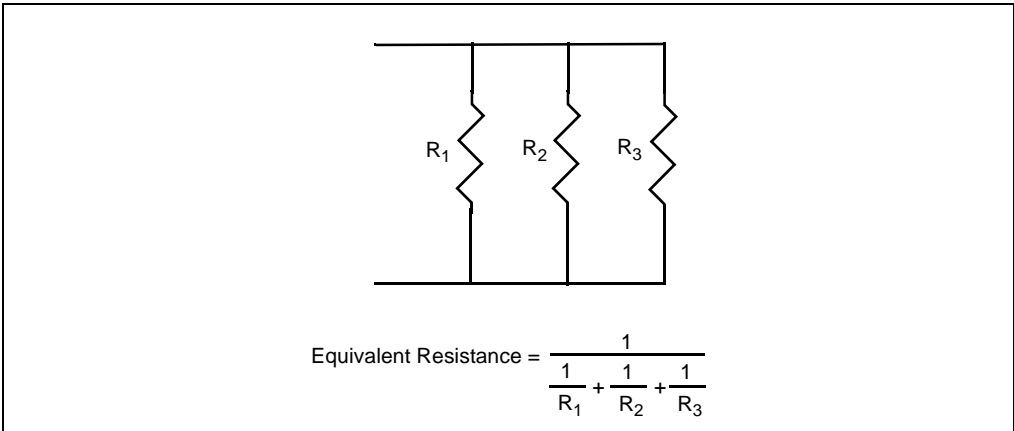 R1 R2 R3
Equivalent Resistance = 1
1 + 1 + 1
R1 R2 R3